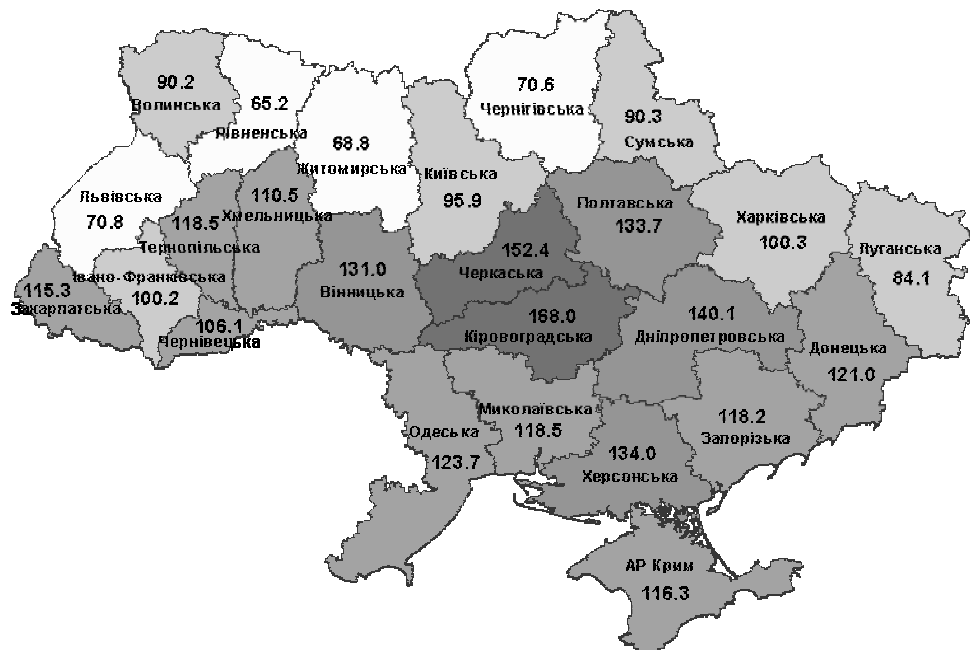 70.6
Чернігівська
90.2
Волинська
65.2
Рівненська
90.3
Сумська
68.8
Житомирська
Київська
95.9
Львівська
70.8
110.5
Хмельницька
118.5
Тернопільська
Полтавська
133.7
Харківська
100.3
Луганська
84.1
152.4
Черкаська
131.0
Вінницька
Івано-Франківська
100.2
115.3
Закарпатська
106.1
Чернівецька
168.0
Кіровоградська
140.1
Дніпропетровська
Донецька
121.0
Миколаївська
118.5
118.2
Запорізька
Одеська
123.7
134.0
Херсонська
АР Крим
116.3